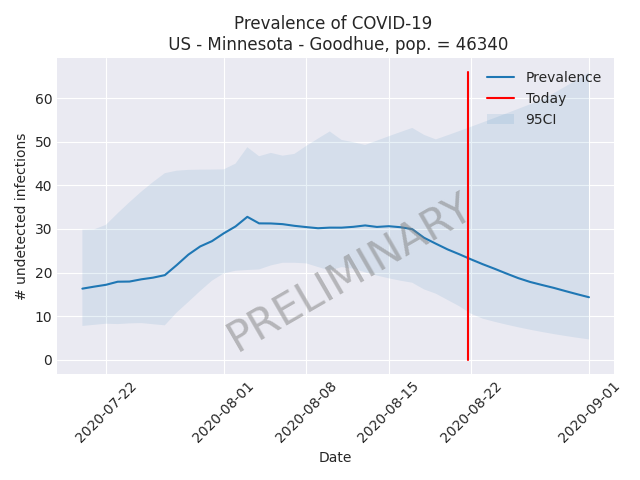 Prevalence of COVID-19
US - Minnesota - Goodhue, pop. = 46340
Prevalence
Today
95CI
PRELIMINARY
# undetected infections
60
50
40
30
20
10
0
2020-07-22
2020-08-01
2020-08-08
2020-08-15
2020-08-22
2020-09-01
Date